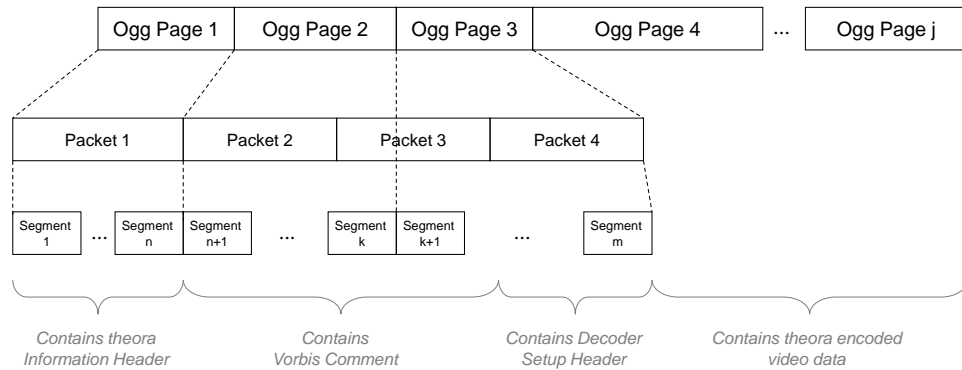 Ogg Page 1 Ogg Page 2 Ogg Page 3 Ogg Page 4 ... Ogg Page j
Packet 1 Packet 2 Packet 3 Packet 4
Segment Segment Segment Segment Segment Segment
1 ... n n+1 ... k k+1 ... m
Contains theora Contains Contains Decoder Contains theora encoded
Information Header Vorbis Comment Setup Header video data